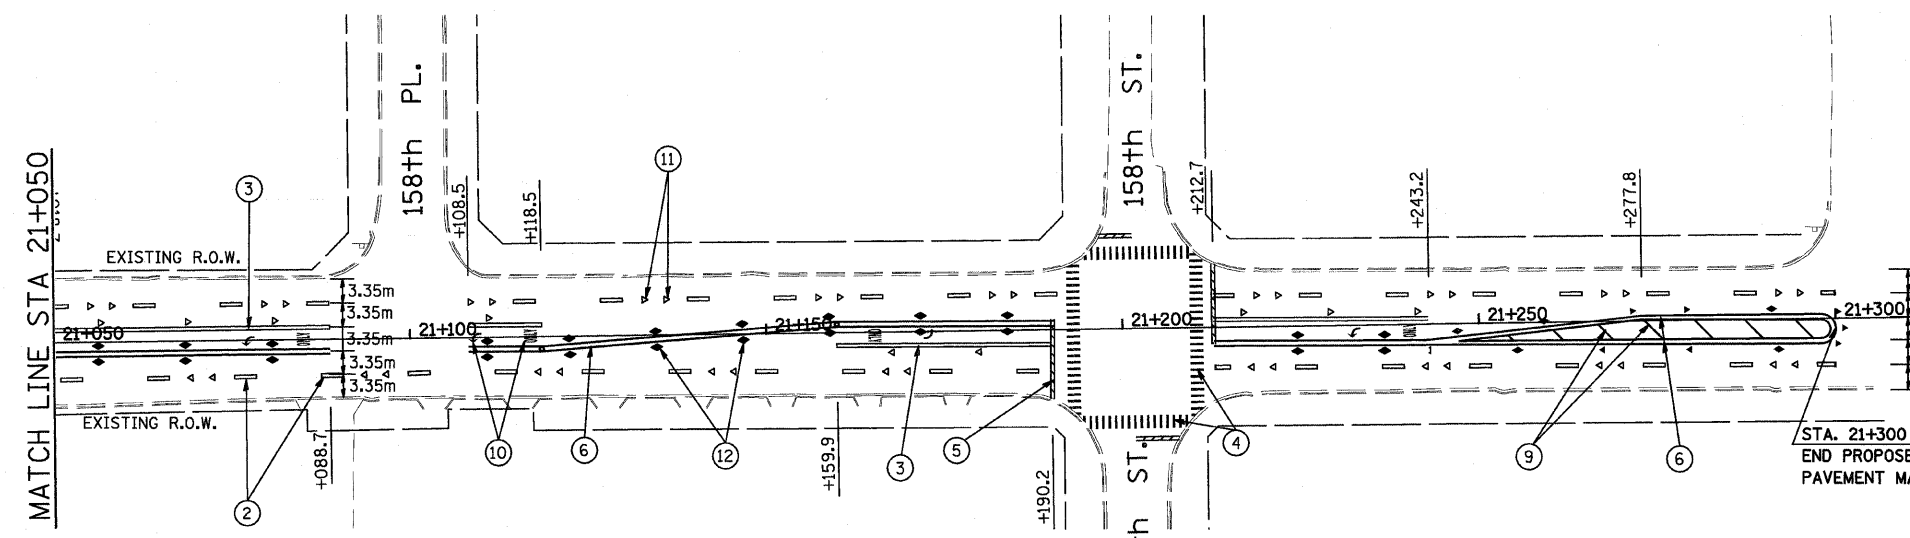 MATCH LINE STA 21+050
158th PL.
158th ST.
+108.5
+118.5
+212.7
+243.2
+277.8
3
11
EXISTING R.O.W.
3.35m
3.35m
3.35m
3.35m
3.35m
21+050
21+100
21+150
21+200
21+250
21+300
EXISTING R.O.W.
+088.7
+159.9
+190.2
2
10
6
12
3
5
4
9
6
ST.
STA. 21+300
END PROPOSE
PAVEMENT MA